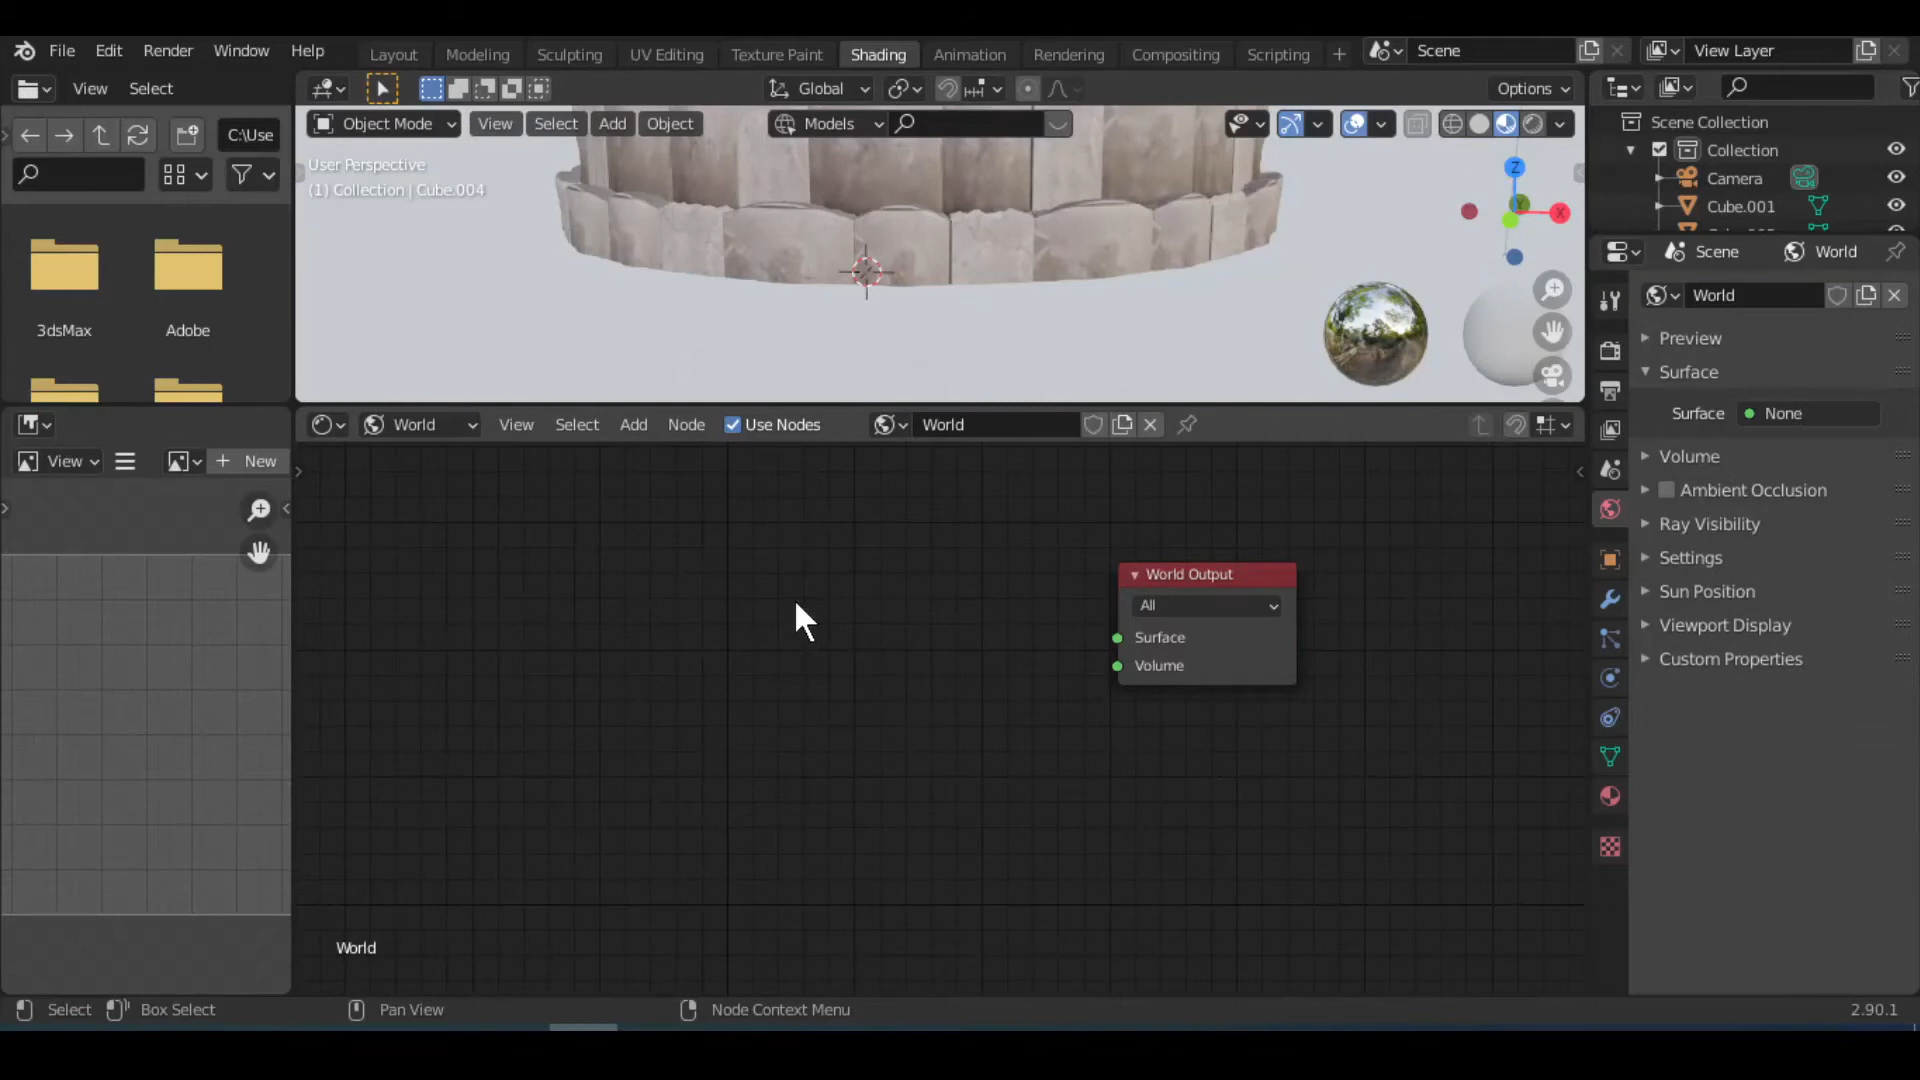 File Edit Render Window Help
Layout Modeling Sculpting UV Editing Texture Paint Shading Animation Rendering Compositing Scripting
Scene
View Layer
View Select
Global
Options
C:\Use
Object Mode View Select Add Object
Models
User Perspective
(1) Collection | Cube.004
Z
Y
X
3dsMax
Adobe
Scene Collection
Collection
Camera
Cube.001
Scene World
World
Preview
Surface
Surface None
Volume
Ambient Occlusion
Ray Visibility
Settings
Sun Position
Viewport Display
Custom Properties
World View Select Add Node Use Nodes World
View
+ New
World Output
All
Surface
Volume
World
Select Box Select Pan View Node Context Menu 2.90.1